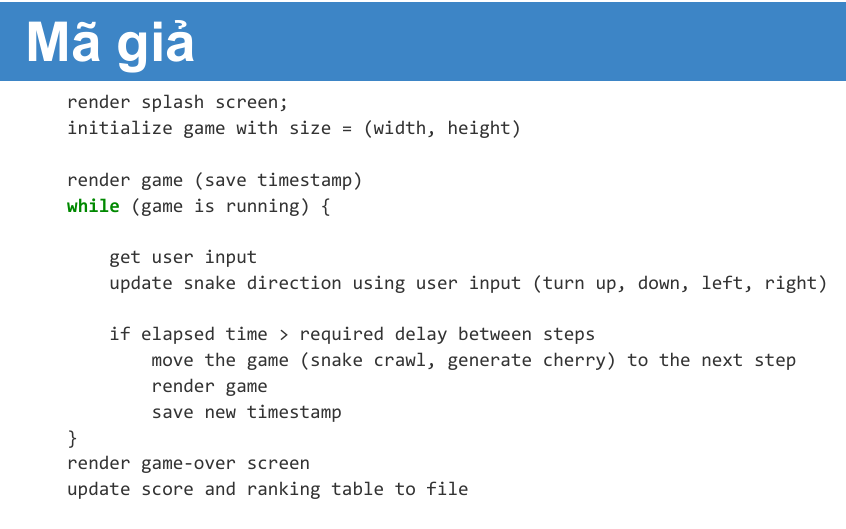 Mã giả
render splash screen;
initialize game with size = (width, height)
render game (save timestamp)
while (game is running) {
get user input
update snake direction using user input (turn up, down, left, right)
if elapsed time > required delay between steps
move the game (snake crawl, generate cherry) to the next step
render game
save new timestamp
}
render game-over screen
update score and ranking table to file